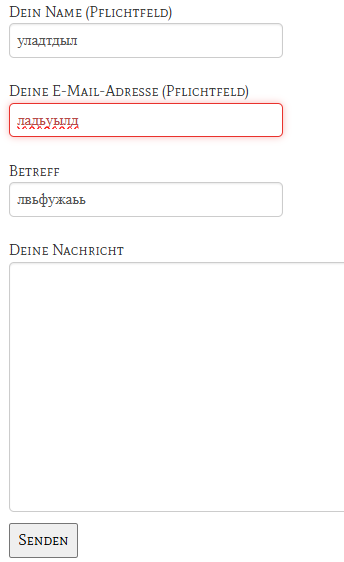 Dein Name (Pflichtfeld)
уладтдыл
Deine E-Mail-Adresse (Pflichtfeld)
ладьуылд
Betreff
лвьфужаьь
Deine Nachricht
Senden